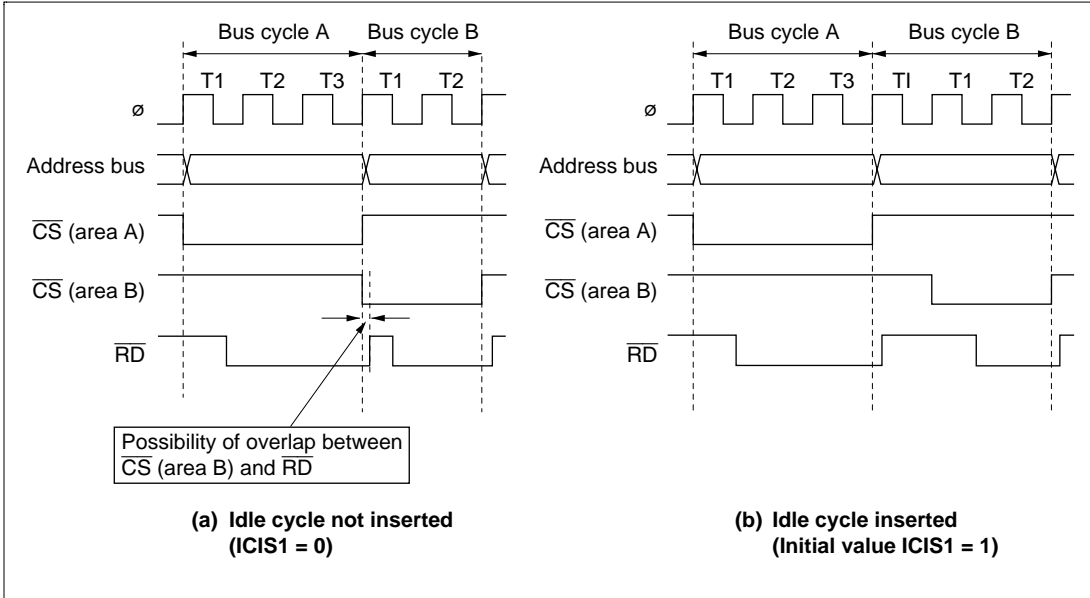 Bus cycle A Bus cycle B
T1 T2 T3 T1 T2
ø
Address bus
CS (area A)
CS (area B)
RD
Possibility of overlap between
CS (area B) and RD
(a) Idle cycle not inserted
(ICIS1 = 0)
Bus cycle A Bus cycle B
T1 T2 T3 TI T1 T2
ø
Address bus
CS (area A)
CS (area B)
RD
(b) Idle cycle inserted
(Initial value ICIS1 = 1)